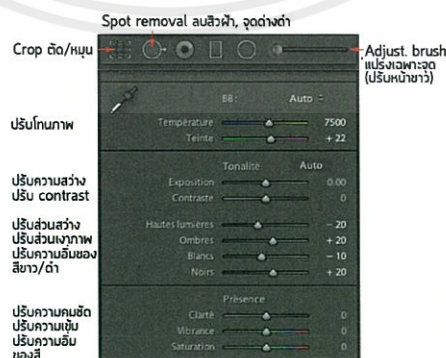 Spot removal ลบสิวฝ้า, จุดด่างดำ
Crop ตัด/หมุน
Adjust. brush
แปรงเฉพาะจุด
(ปรับหน้าขาว)
BB: Auto
ปรับโทนภาพ
Température 7500
Teinte + 22
Tonalité Auto
ปรับความสว่าง
Exposition 0.00
ปรับ contrast
Contraste 0
ปรับส่วนสว่าง
Hautes lumières - 20
ปรับส่วนเงาภาพ
Ombres + 20
ปรับความอิ่มของ
สีขาว/ดำ
Blancs - 10
Noirs + 20
Présence
ปรับความคมชัด
Clarté 0
ปรับความเข้ม
Vibrance 0
ปรับความอิ่ม
ของสี
Saturation 0